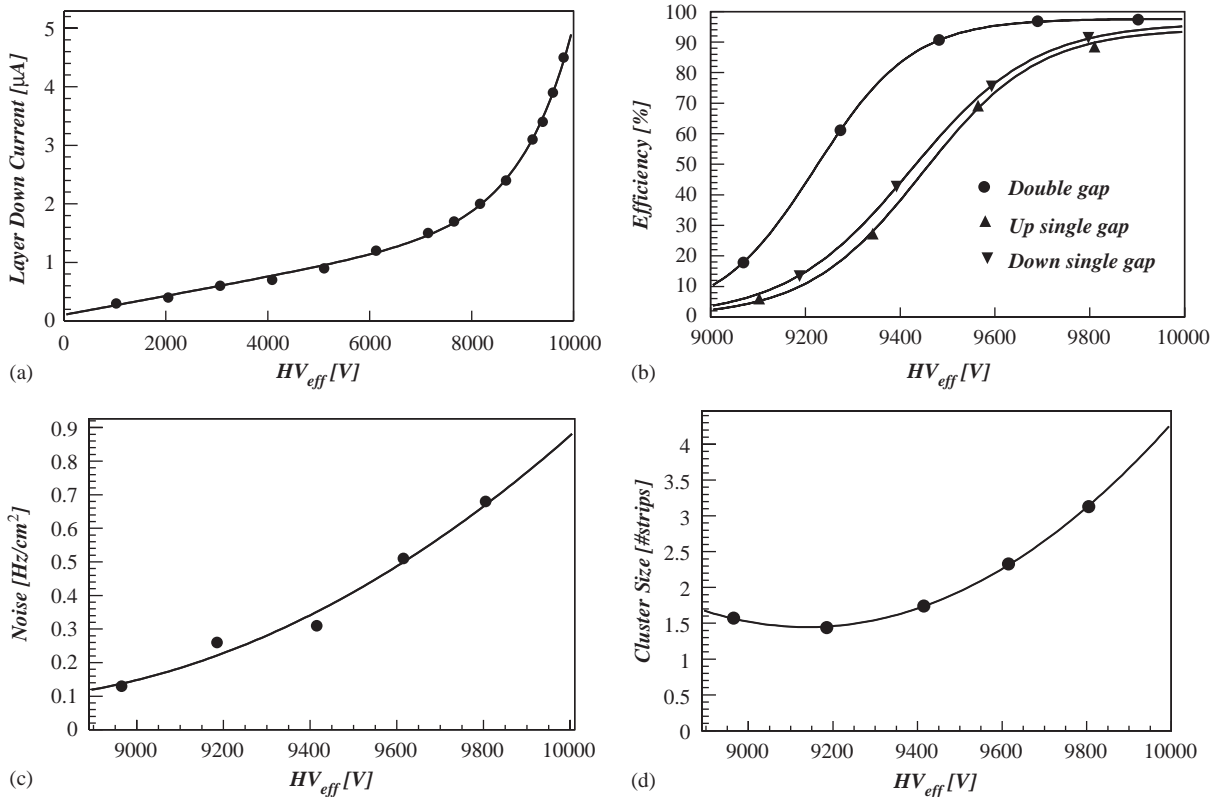 Layer Down Current [μA]
5
4
3
2
1
0
0 2000 4000 6000 8000 10000
HVeff [V]
(a)
Efficiency [%]
100
90
80
70
60
50
40
30
20
10
0
Double gap
Up single gap
Down single gap
9000 9200 9400 9600 9800 10000
HVeff [V]
(b)
Noise [Hz/cm²]
0.9
0.8
0.7
0.6
0.5
0.4
0.3
0.2
0.1
0
9000 9200 9400 9600 9800 10000
HVeff [V]
(c)
Cluster Size [#strips]
4
3.5
3
2.5
2
1.5
1
0.5
0
9000 9200 9400 9600 9800 10000
HVeff [V]
(d)